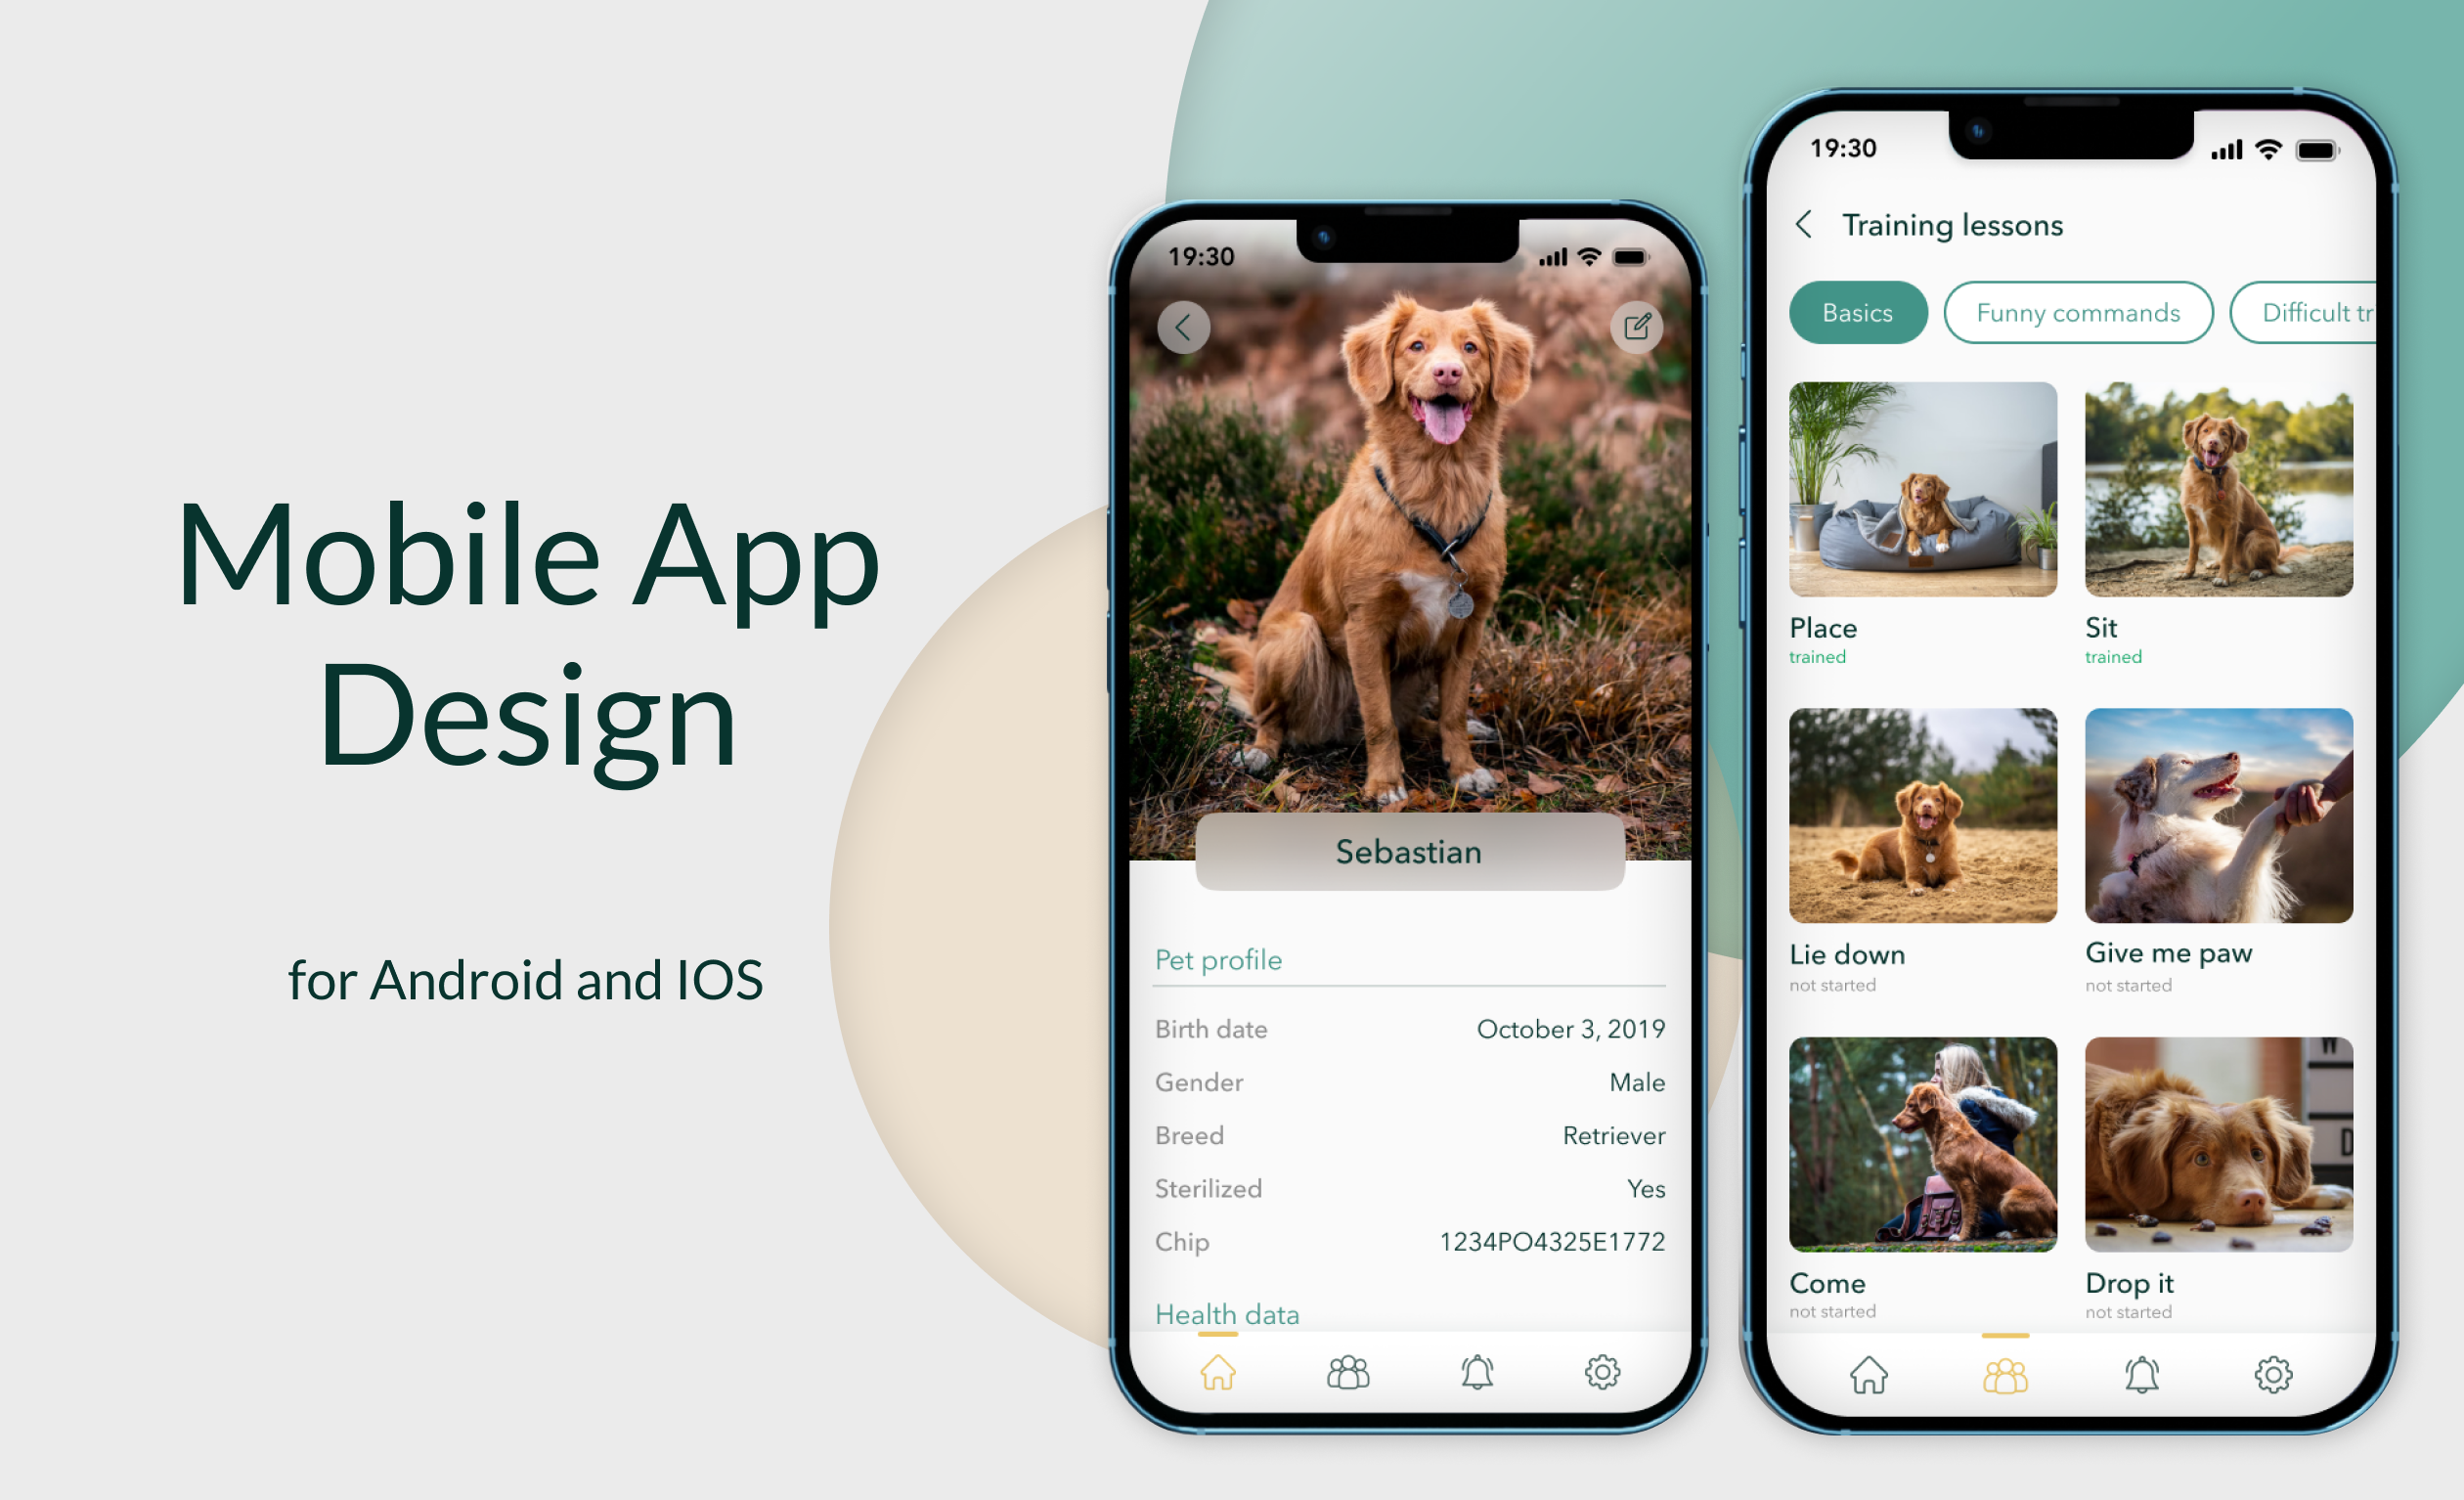 Mobile App
Design
for Android and IOS
19:30
Sebastian
Pet profile
Birth date October 3, 2019
Gender Male
Breed Retriever
Sterilized Yes
Chip 1234PO4325E1772
Health data
19:30
Training lessons
Basics Funny commands Difficult tr
Place Sit
trained trained
Lie down Give me paw
not started not started
W
D
Come Drop it
not started not started